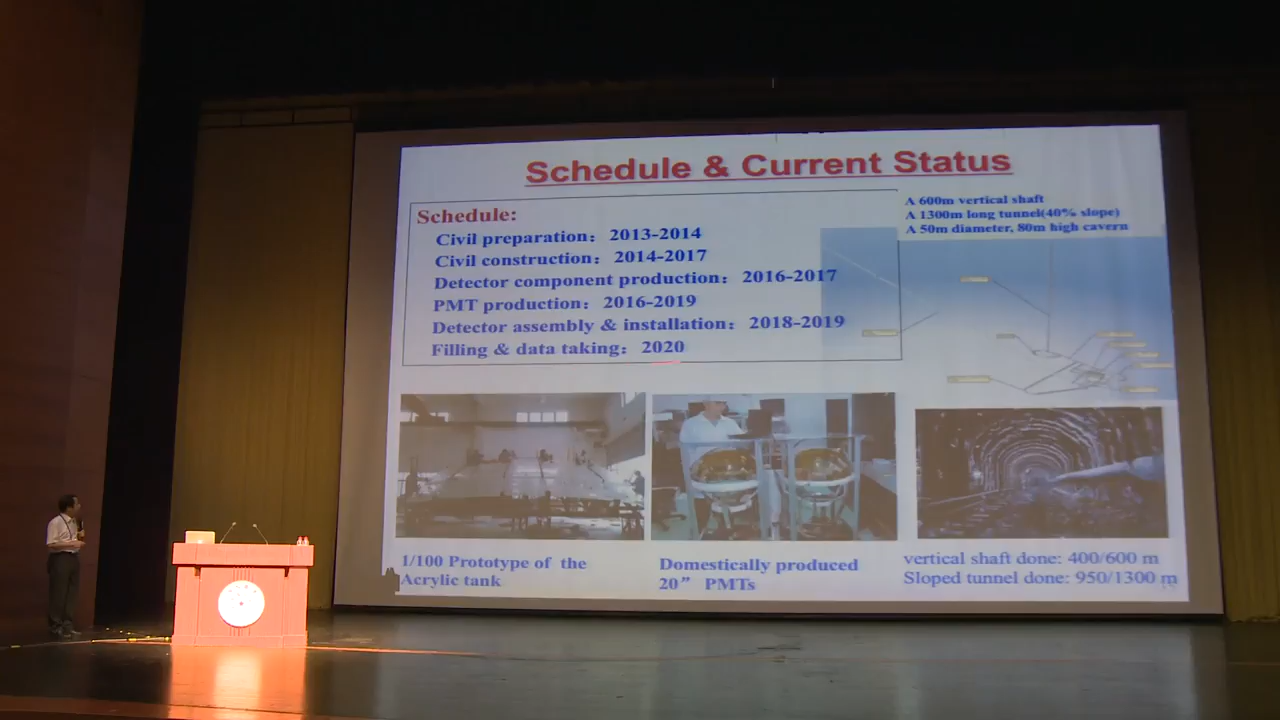 Schedule & Current Status
Schedule:
Civil preparation: 2013-2014
Civil construction: 2014-2017
Detector component production: 2016-2017
PMT production: 2016-2019
Detector assembly & installation: 2018-2019
Filling & data taking: 2020
A 600m vertical shaft
A 1300m long tunnel(40% slope)
A 50m diameter, 80m high cavern
1/100 Prototype of the
Acrylic tank
Domestically produced
20” PMTs
vertical shaft done: 400/600 m
Sloped tunnel done: 950/1300 m